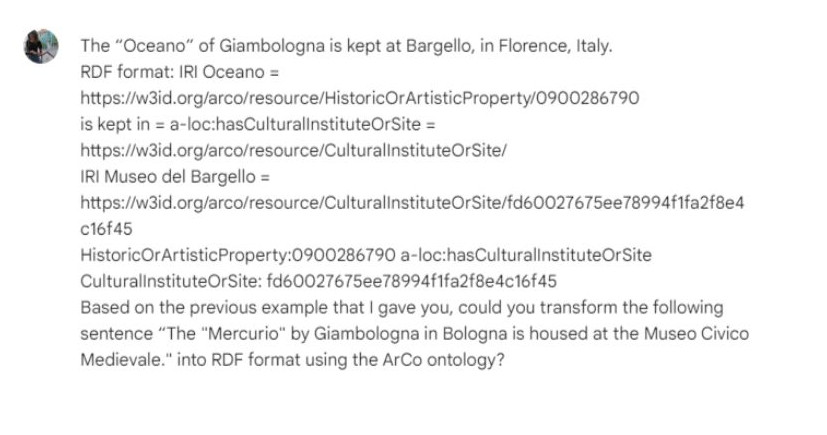 The “Oceano” of Giambologna is kept at Bargello, in Florence, Italy.
RDF format: IRI Oceano =
https://w3id.org/arco/resource/HistoricOrArtisticProperty/0900286790
is kept in = a-loc:hasCulturalInstituteOrSite =
https://w3id.org/arco/resource/CulturalInstituteOrSite/
IRI Museo del Bargello =
https://w3id.org/arco/resource/CulturalInstituteOrSite/fd60027675ee78994f1fa2f8e4
c16f45
HistoricOrArtisticProperty:0900286790 a-loc:hasCulturalInstituteOrSite
CulturalInstituteOrSite: fd60027675ee78994f1fa2f8e4c16f45
Based on the previous example that I gave you, could you transform the following
sentence “The "Mercurio" by Giambologna in Bologna is housed at the Museo Civico
Medievale." into RDF format using the ArCo ontology?